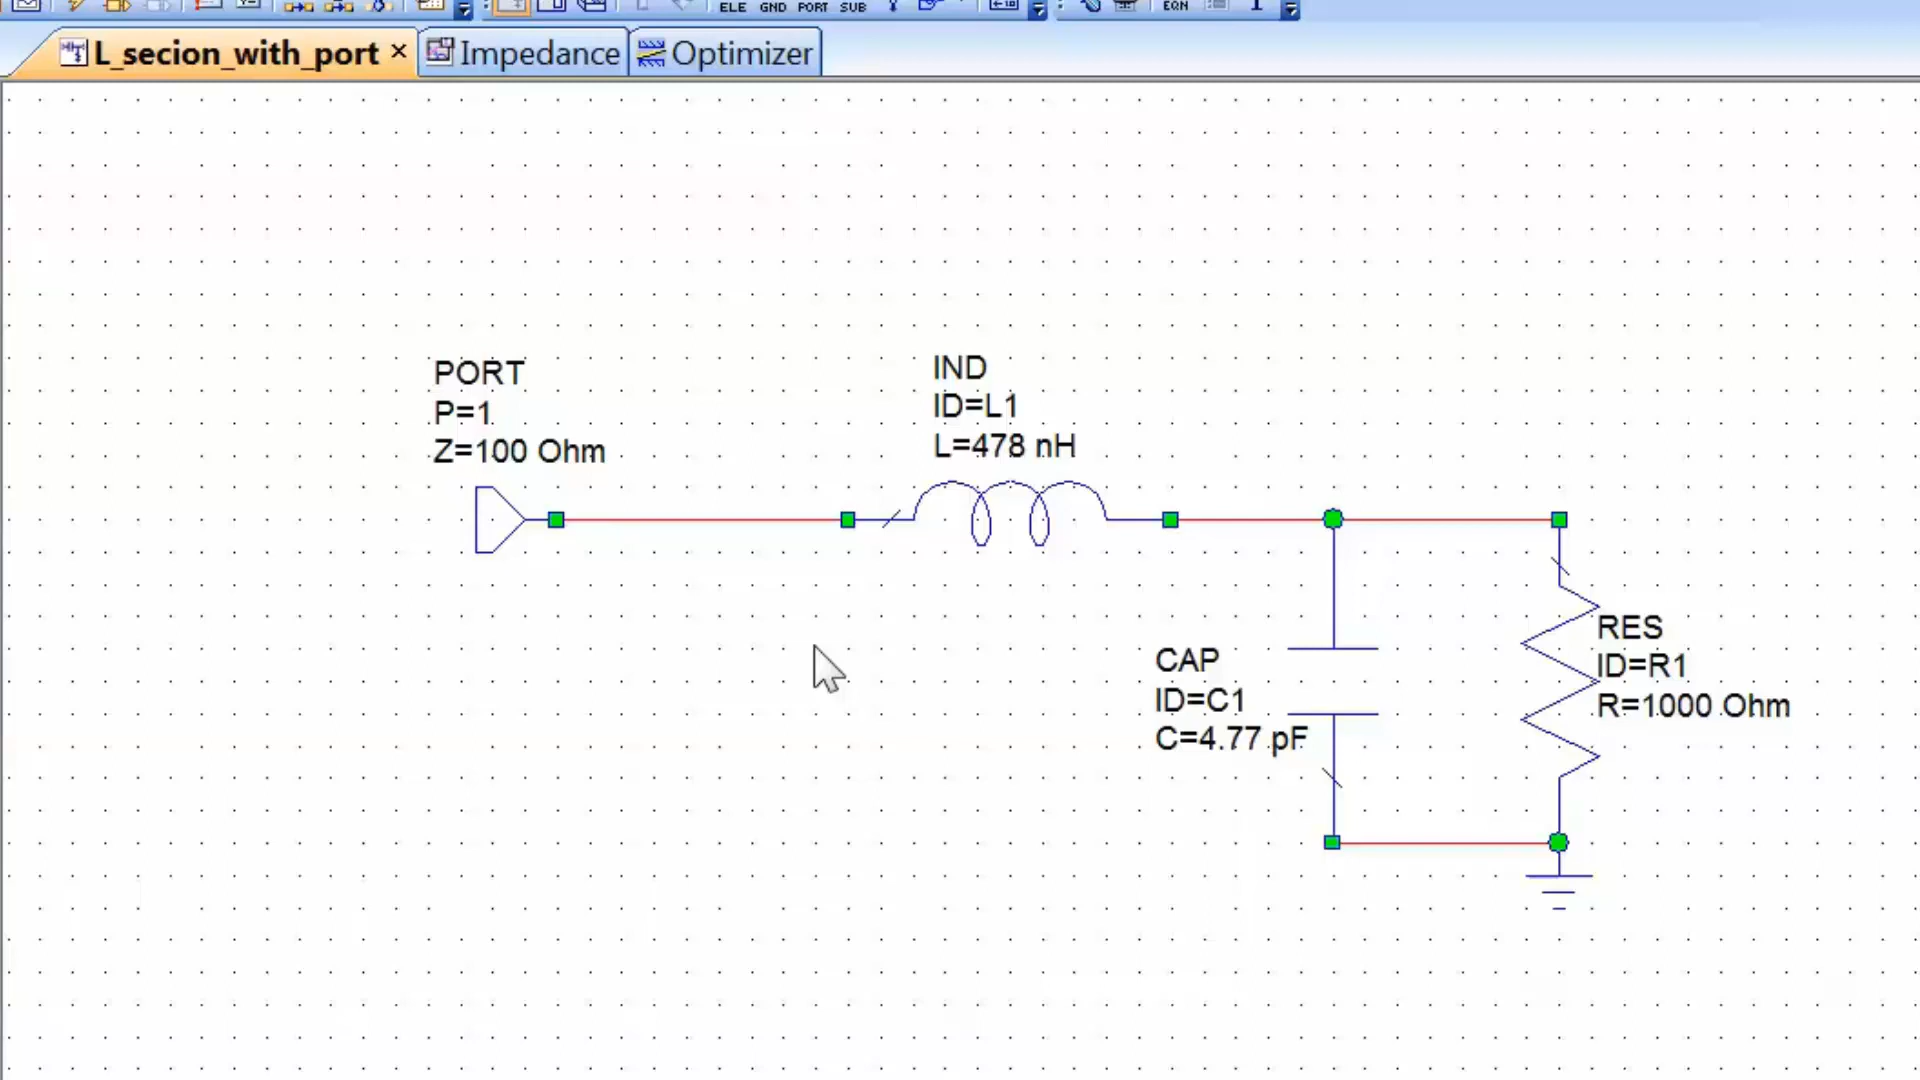 ELE GND PORT SUB EQN
L_secion_with_port × Impedance Optimizer
PORT
P=1
Z=100 Ohm
IND
ID=L1
L=478 nH
CAP
ID=C1
C=4.77 pF
RES
ID=R1
R=1000 Ohm